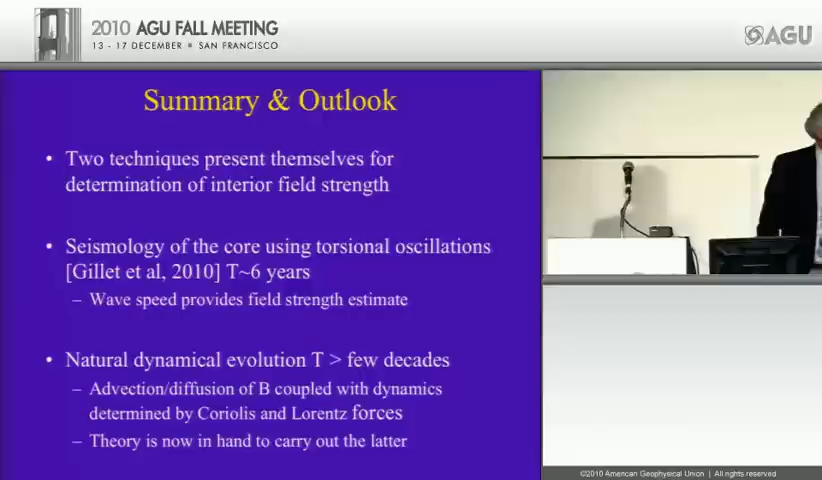 2010 AGU FALL MEETING
13 - 17 DECEMBER ■ SAN FRANCISCO
AGU
Summary & Outlook
• Two techniques present themselves for
determination of interior field strength
• Seismology of the core using torsional oscillations
[Gillet et al, 2010] T~6 years
– Wave speed provides field strength estimate
• Natural dynamical evolution T > few decades
– Advection/diffusion of B coupled with dynamics
determined by Coriolis and Lorentz forces
– Theory is now in hand to carry out the latter
©2010 American Geophysical Union | All rights reserved